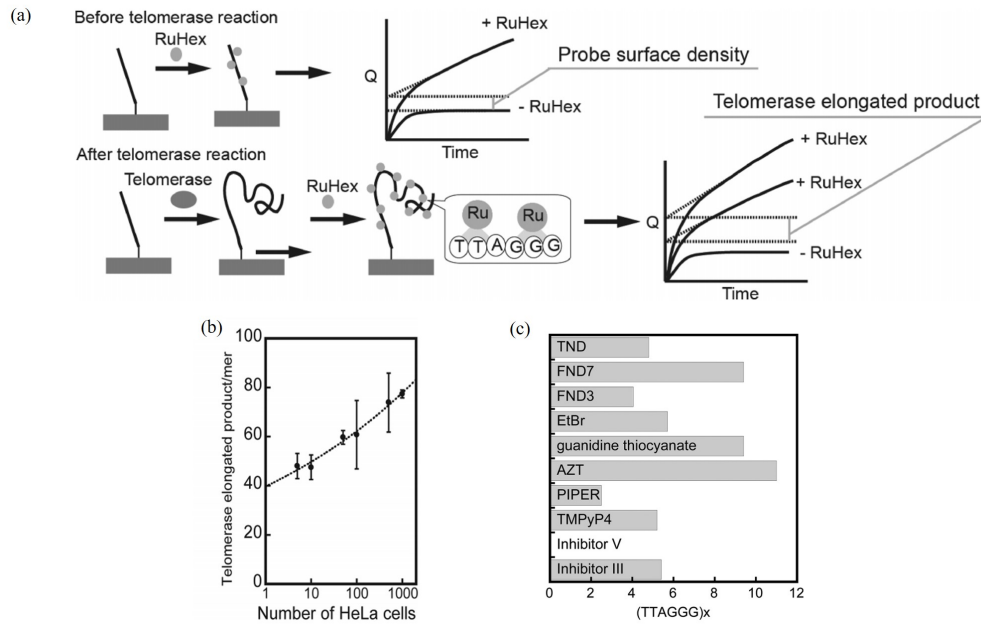 (a)
Before telomerase reaction
RuHex
+ RuHex
Q
Probe surface density
- RuHex
Time
Telomerase elongated product
After telomerase reaction
Telomerase
RuHex
Ru Ru
T T A G G G
+ RuHex
+ RuHex
Q
- RuHex
Time
(b)
Telomerase elongated product/mer
100
80
60
40
20
0
1 10 100 1000
Number of HeLa cells
(c)
TND
FND7
FND3
EtBr
guanidine thiocyanate
AZT
PIPER
TMPyP4
Inhibitor V
Inhibitor III
0 2 4 6 8 10 12
(TTAGGG)x